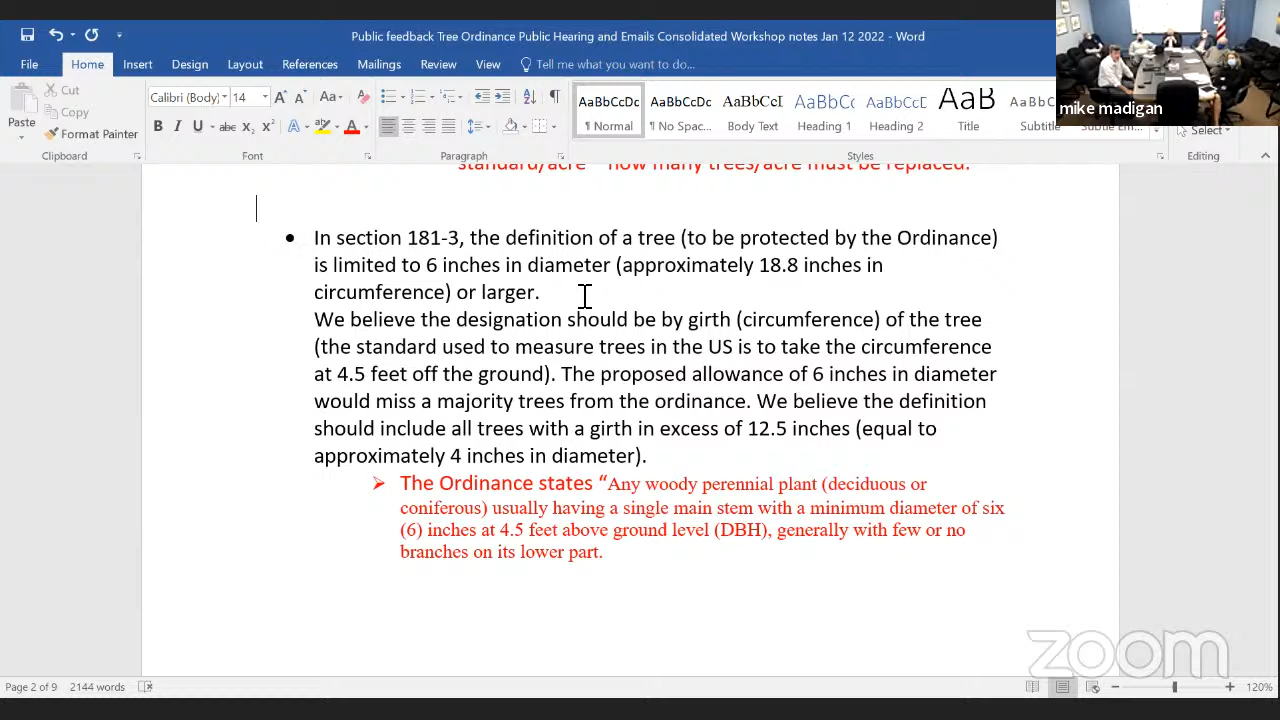 Public feedback Tree Ordinance Public Hearing and Emails Consolidated Workshop notes Jan 12 2022 - Word
File Home Insert Design Layout References Mailings Review View Tell me what you want to do...
mike madigan
Paste
Cut
Copy
Format Painter
Clipboard
Calibri (Body) 14
Font
Paragraph
AaBbCcDc AaBbCcDc AaBbCcI AaBbCc AaBbCcD AaB
¶ Normal ¶ No Spac... Body Text Heading 1 Heading 2 Title Subtitle
Styles
Select
Editing
standard/acre how many trees/acre must be replaced.
• In section 181-3, the definition of a tree (to be protected by the Ordinance)
is limited to 6 inches in diameter (approximately 18.8 inches in
circumference) or larger.
We believe the designation should be by girth (circumference) of the tree
(the standard used to measure trees in the US is to take the circumference
at 4.5 feet off the ground). The proposed allowance of 6 inches in diameter
would miss a majority trees from the ordinance. We believe the definition
should include all trees with a girth in excess of 12.5 inches (equal to
approximately 4 inches in diameter).
➢ The Ordinance states “Any woody perennial plant (deciduous or
coniferous) usually having a single main stem with a minimum diameter of six
(6) inches at 4.5 feet above ground level (DBH), generally with few or no
branches on its lower part.
zoom
Page 2 of 9 2144 words 120%